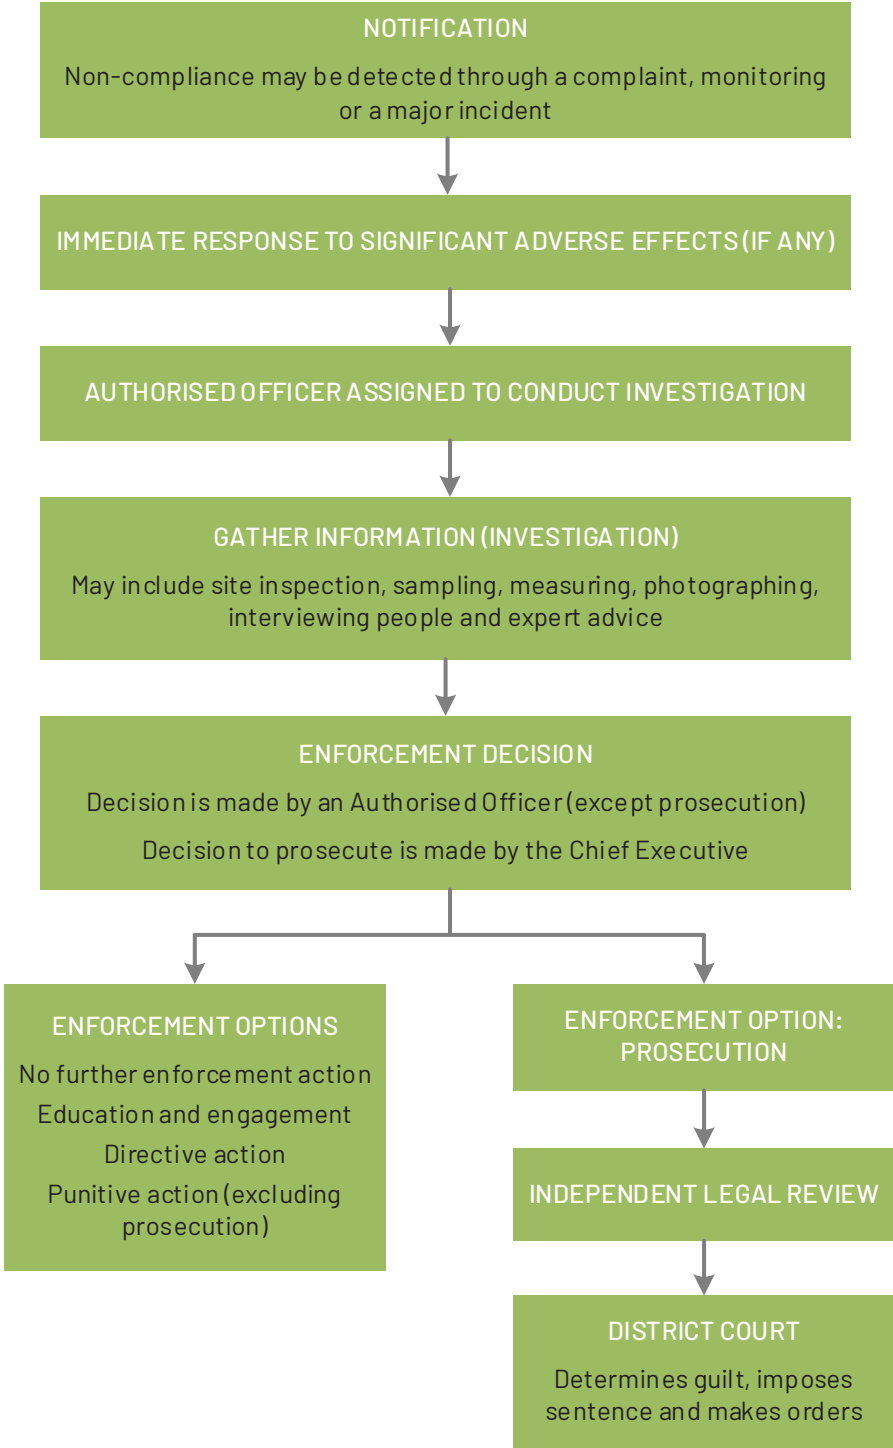 NOTIFICATION
Non-compliance may be detected through a complaint, monitoring
or a major incident
IMMEDIATE RESPONSE TO SIGNIFICANT ADVERSE EFFECTS (IF ANY)
AUTHORISED OFFICER ASSIGNED TO CONDUCT INVESTIGATION
GATHER INFORMATION (INVESTIGATION)
May include site inspection, sampling, measuring, photographing,
interviewing people and expert advice
ENFORCEMENT DECISION
Decision is made by an Authorised Officer (except prosecution)
Decision to prosecute is made by the Chief Executive
ENFORCEMENT OPTIONS
No further enforcement action
Education and engagement
Directive action
Punitive action (excluding
prosecution)
ENFORCEMENT OPTION:
PROSECUTION
INDEPENDENT LEGAL REVIEW
DISTRICT COURT
Determines guilt, imposes
sentence and makes orders